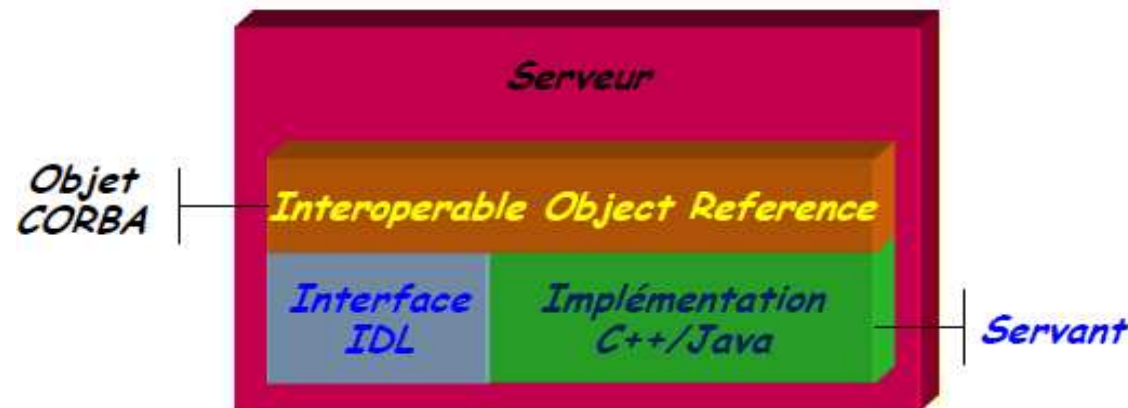 Serveur
Objet
CORBA
Interoperable Object Reference
Interface
IDL
Implémentation
C++/Java
Servant